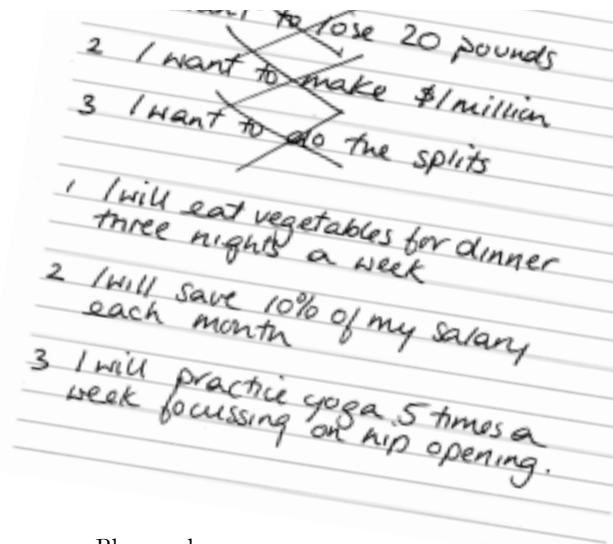 to lose 20 pounds
2 I want to make $1 million
3 I want to do the splits
1 I will eat vegetables for dinner
three nights a week
2 I will save 10% of my salary
each month
3 I will practice yoga 5 times a
week focussing on hip opening.